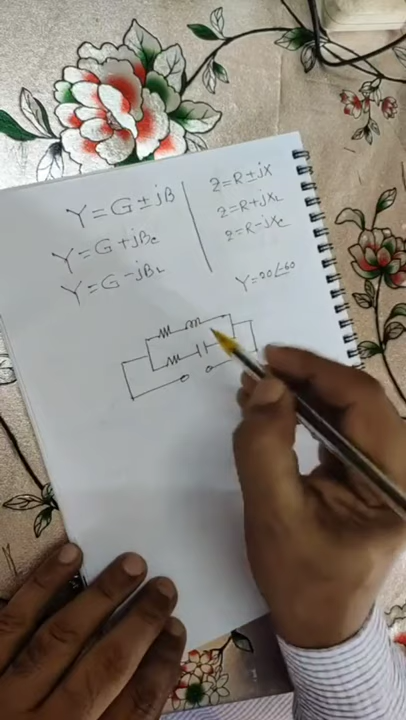 Y = G ± jB
Y = G + jBc
Y = G - jBL
Z = R ± jX
Z = R + jXL
Z = R - jXc
Y = 20∠60